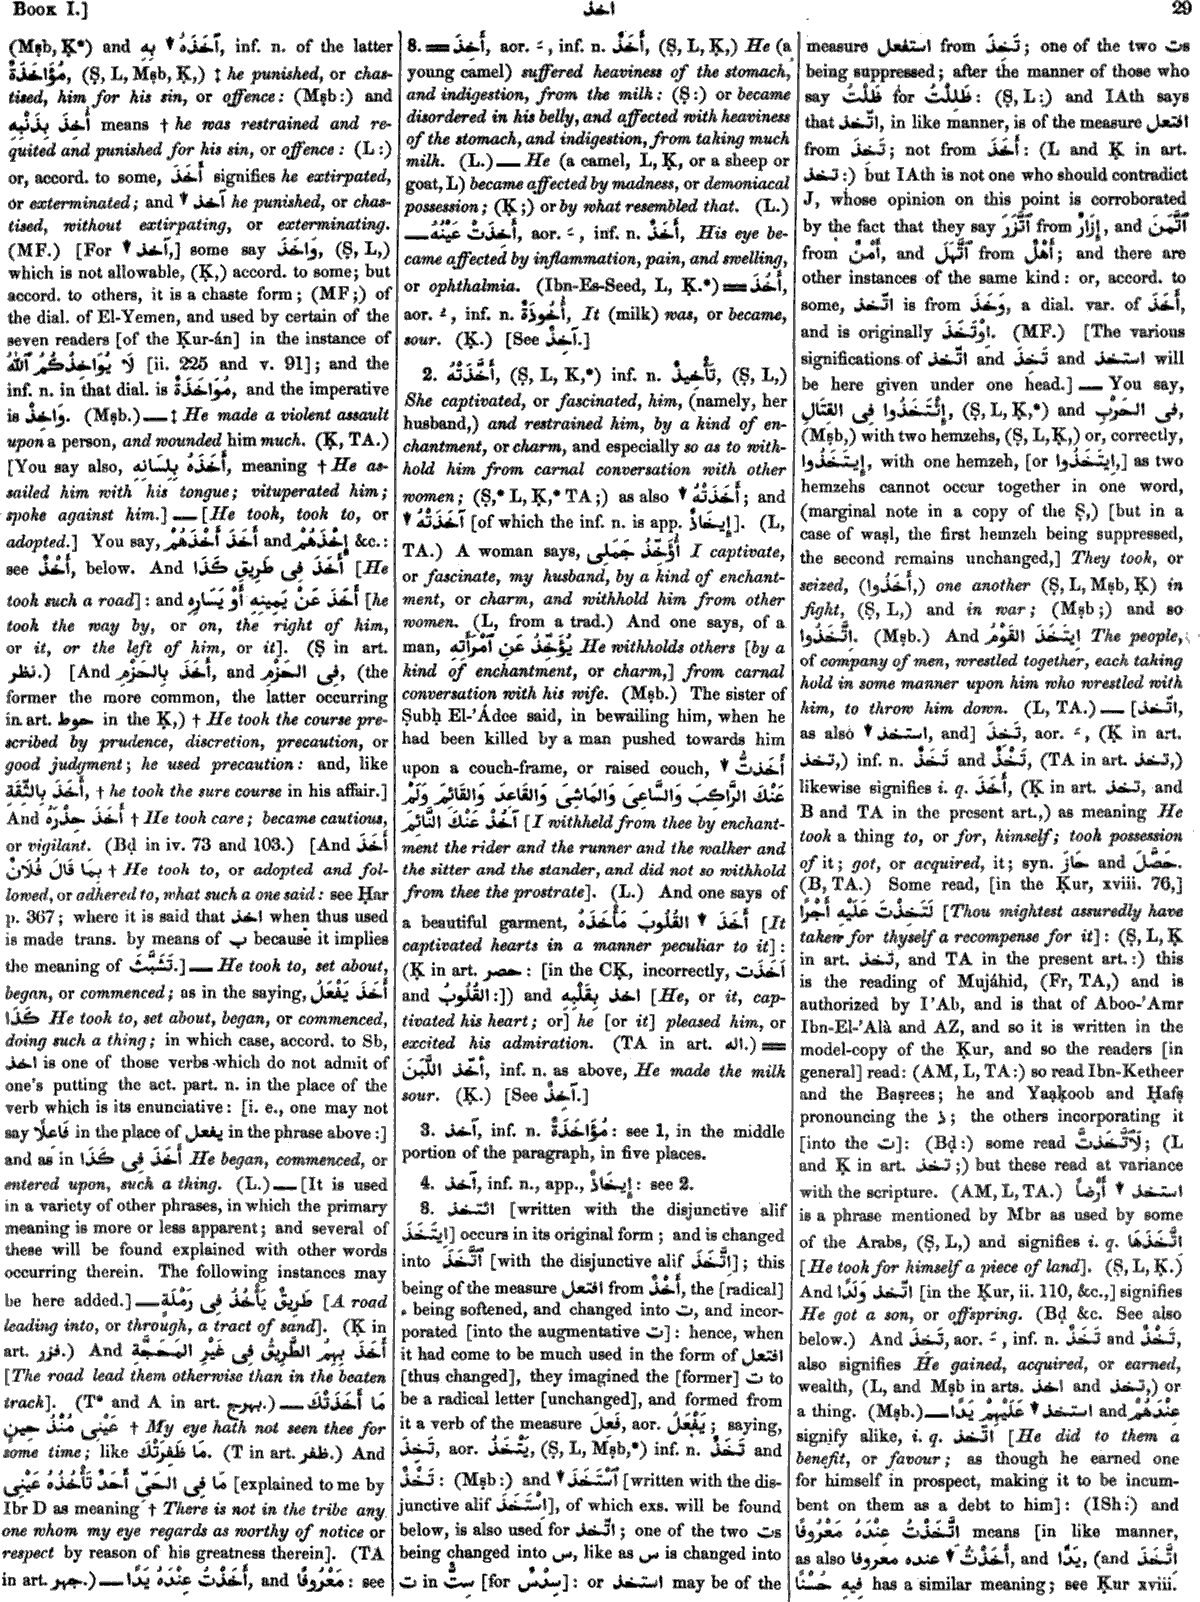 BOOK I.]
اخذ
29
(Mṣb, Ḳ*) and آخَذَهُ ↓ بِهِ, inf. n. of the latter
مُؤَاخَذَةٌ, (Ṣ, L, Mṣb, Ḳ,) ‡ he punished, or chas-
tised, him for his sin, or offence: (Mṣb:) and
أُخِذَ بِذَنْبِهِ means † he was restrained and re-
quited and punished for his sin, or offence: (L:)
or, accord. to some, أَخَذَ signifies he extirpated,
or exterminated; and ↓ آخذ he punished, or chas-
tised, without extirpating, or exterminating.
(MF.) [For ↓ آخذ,] some say وَاخَذَ, (Ṣ, L,)
which is not allowable, (Ḳ,) accord. to some; but
accord. to others, it is a chaste form; (MF;) of
the dial. of El-Yemen, and used by certain of the
seven readers [of the Ḳur-án] in the instance of
لَا يُوَاخِذُكُمُ ٱللّٰهُ [ii. 225 and v. 91]; and the
inf. n. in that dial. is مُوَاخَذَةٌ, and the imperative
is وَاخِذْ. (Mṣb.) — ‡ He made a violent assault
upon a person, and wounded him much. (Ḳ, TA.)
[You say also, أَخَذَهُ بِلِسَانِهِ, meaning † He as-
sailed him with his tongue; vituperated him;
spoke against him.] — [He took, took to, or
adopted.] You say, أَخَذَ أَخْذَهُمْ and إِخْذَهُمْ &c.:
see أَخْذٌ, below. And أَخَذَ فِى طَرِيقِ كَذَا [He
took such a road]: and أَخَذَ عَنْ يَمِينِهِ أَوْ يَسَارِهِ [he
took the way by, or on, the right of him,
or it, or the left of him, or it]. (Ṣ in art.
نظر.) [And أَخَذَ بِالحَزْمِ, and فِى الحَزْمِ, (the
former the more common, the latter occurring
in art. حوط in the Ḳ,) † He took the course pre-
scribed by prudence, discretion, precaution, or
good judgment; he used precaution: and, like
أَخَذَ بِالثِّقَةِ, † he took the sure course in his affair.]
And أَخَذَ حِذْرَهُ † He took care; became cautious,
or vigilant. (Bḍ in iv. 73 and 103.) [And أَخَذَ
بِمَا قَالَ فُلَانٌ † He took to, or adopted and fol-
lowed, or adhered to, what such a one said: see Ḥar
p. 367; where it is said that اخذ when thus used
is made trans. by means of ب because it implies
the meaning of تَشَبَّثَ.] — He took to, set about,
began, or commenced; as in the saying, أَخَذَ يَفْعَلُ
كَذَا He took to, set about, began, or commenced,
doing such a thing; in which case, accord. to Sb,
اخذ is one of those verbs which do not admit of
one's putting the act. part. n. in the place of the
verb which is its enunciative: [i. e., one may not
say فَاعِلًا in the place of يفعل in the phrase above:]
and as in أَخَذَ فِى كَذَا He began, commenced, or
entered upon, such a thing. (L.) — [It is used
in a variety of other phrases, in which the primary
meaning is more or less apparent; and several of
these will be found explained with other words
occurring therein. The following instances may
be here added.] — طَرِيقٌ يَأْخُذُ فِى رَمْلَةٍ [A road
leading into, or through, a tract of sand]. (Ḳ in
art. فزر.) And أَخَذَ بِهِمُ الطَّرِيقُ فِى غَيْرِ المَحَجَّةِ
[The road lead them otherwise than in the beaten
track]. (T* and A in art. بهرج.) — مَا أَخَذَتْكَ
عَيْنِى مُنْذُ حِينٍ † My eye hath not seen thee for
some time; like مَا ظَفِرَتْكَ. (T in art. ظفر.) And
مَا فِى الحَىِّ أَحَدٌ تَأْخُذُهُ عَيْنِى [explained to me by
Ibr D as meaning † There is not in the tribe any
one whom my eye regards as worthy of notice or
respect by reason of his greatness therein]. (TA
in art. جهر.) — أَخَذْتُ عِنْدَهُ يَدًا, and مَعْرُوفًا: see
8. ═ أَخِذَ, aor. ـَ, inf. n. أَخَذٌ, (Ṣ, L, Ḳ,) He (a
young camel) suffered heaviness of the stomach,
and indigestion, from the milk: (Ṣ:) or became
disordered in his belly, and affected with heaviness
of the stomach, and indigestion, from taking much
milk. (L.) — He (a camel, L, Ḳ, or a sheep or
goat, L) became affected by madness, or demoniacal
possession; (Ḳ;) or by what resembled that. (L.)
— أَخِذَتْ عَيْنُهُ, aor. ـَ, inf. n. أَخَذٌ, His eye be-
came affected by inflammation, pain, and swelling,
or ophthalmia. (Ibn-Es-Seed, L, Ḳ.*) ═ أَخُذَ,
aor. ـُ, inf. n. أُخُوذَةٌ, It (milk) was, or became,
sour. (Ḳ.) [See آخِذٌ.]
2. أَخَّذَتْهُ, (Ṣ, L, Ḳ,*) inf. n. تَأْخِيذٌ, (Ṣ, L,)
She captivated, or fascinated, him, (namely, her
husband,) and restrained him, by a kind of en-
chantment, or charm, and especially so as to with-
hold him from carnal conversation with other
women; (Ṣ,* L, Ḳ,* TA;) as also ↓ أَخَذَتْهُ; and
↓ آخَذَتْهُ [of which the inf. n. is app. إِيخَاذٌ]. (L,
TA.) A woman says, أُؤَخِّذُ جَمَلِى I captivate,
or fascinate, my husband, by a kind of enchant-
ment, or charm, and withhold him from other
women. (L, from a trad.) And one says, of a
man, يُؤَخِّذُ عَنِ ٱمْرَأَتِهِ He withholds others [by a
kind of enchantment, or charm,] from carnal
conversation with his wife. (Mṣb.) The sister of
Ṣubḥ El-'Ádee said, in bewailing him, when he
had been killed by a man pushed towards him
upon a couch-frame, or raised couch, ↓ أَخَذْتُ
عَنْكَ الرَّاكِبَ وَالسَّاعِىَ وَالمَاشِىَ وَالقَاعِدَ وَالقَائِمَ وَلَمْ
آخُذْ عَنْكَ النَّائِمَ [I withheld from thee by enchant-
ment the rider and the runner and the walker and
the sitter and the stander, and did not so withhold
from thee the prostrate]. (L.) And one says of
a beautiful garment, أَخَذَ ↓ القُلُوبَ مَأْخَذَهُ [It
captivated hearts in a manner peculiar to it]:
(Ḳ in art. حصر: [in the CḲ, incorrectly, أَخَذَت
and القُلُوبُ:]) and اخذ بِقَلْبِهِ [He, or it, cap-
tivated his heart; or] he [or it] pleased him, or
excited his admiration. (TA in art. اله.) ═
أَخَّذَ اللَّبَنَ, inf. n. as above, He made the milk
sour. (Ḳ.) [See آخِذٌ.]
3. آخذ, inf. n. مُؤَاخَذَةٌ: see 1, in the middle
portion of the paragraph, in five places.
4. آخذ, inf. n., app., إِيخَاذٌ: see 2.
8. ائتخذ [written with the disjunctive alif
اِيتَخَذَ] occurs in its original form; and is changed
into ٱتَّخَذَ [with the disjunctive alif اِتَّخَذَ]; this
being of the measure افتعل from أَخْذٌ, the [radical]
ء being softened, and changed into ت, and incor-
porated [into the augmentative ت]: hence, when
it had come to be much used in the form of افتعل
[thus changed], they imagined the [former] ت to
be a radical letter [unchanged], and formed from
it a verb of the measure فَعِلَ, aor. يَفْعَلُ; saying,
تَخِذَ, aor. يَتْخَذُ, (Ṣ, L, Mṣb,*) inf. n. تَخَذٌ and
تَخْذٌ: (Mṣb:) and ↓ ٱسْتَخَذَ [written with the dis-
junctive alif اِسْتَخَذَ], of which exs. will be found
below, is also used for اتّخذ; one of the two تs
being changed into س, like as س is changed into
ت in سِتٌّ [for سِدْسٌ]: or استخذ may be of the
measure استفعل from تَخِذَ; one of the two تs
being suppressed; after the manner of those who
say ظَلْتُ for ظَلِلْتُ: (Ṣ, L:) and IAth says
that اتّخذ, in like manner, is of the measure افتعل
from تَخِذَ; not from أَخَذَ: (L and Ḳ in art.
تخذ:) but IAth is not one who should contradict
J, whose opinion on this point is corroborated
by the fact that they say ٱتَّزَرَ from إِزَارٌ, and ٱتَّمَنَ
from أَمْنٌ, and ٱتَّهَلَ from أَهْلٌ; and there are
other instances of the same kind: or, accord. to
some, اتّخذ is from وَخَذَ, a dial. var. of أَخَذَ,
and is originally اِوْتَخَذَ. (MF.) [The various
significations of اتّخذ and تَخِذَ and استخذ will
be here given under one head.] — You say,
اِئْتَخَذُوا فِى القِتَالِ, (Ṣ, L, Ḳ,*) and فِى الحَرْبِ,
(Mṣb,) with two hemzehs, (Ṣ, L, Ḳ,) or, correctly,
اِيتَخَذُوا, with one hemzeh, [or اِيتَخَذُوا,] as two
hemzehs cannot occur together in one word,
(marginal note in a copy of the Ṣ,) [but in a
case of waṣl, the first hemzeh being suppressed,
the second remains unchanged,] They took, or
seized, (أَخَذُوا,) one another (Ṣ, L, Mṣb, Ḳ) in
fight, (Ṣ, L,) and in war; (Mṣb;) and so
اِتَّخَذُوا. (Mṣb.) And ايتَخَذَ القَوْمُ The people,
of company of men, wrestled together, each taking
hold in some manner upon him who wrestled with
him, to throw him down. (L, TA.) — [اتّخذ,
as also ↓ استخذ, and] تَخِذَ, aor. ـَ, (Ḳ in art.
تخذ,) inf. n. تَخَذٌ and تَخْذٌ, (TA in art. تخذ,)
likewise signifies i. q. أَخَذَ, (Ḳ in art. تخذ, and
B and TA in the present art.,) as meaning He
took a thing to, or for, himself; took possession
of it; got, or acquired, it; syn. حَازَ and حَصَّلَ.
(B, TA.) Some read, [in the Ḳur, xviii. 76,]
لَتَخِذْتَ عَلَيْهِ أَجْرًا [Thou mightest assuredly have
taken for thyself a recompense for it]: (Ṣ, L, Ḳ
in art. تخذ, and TA in the present art.:) this
is the reading of Mujáhid, (Fr, TA,) and is
authorized by I'Ab, and is that of Aboo-'Amr
Ibn-El-'Alà and AZ, and so it is written in the
model-copy of the Ḳur, and so the readers [in
general] read: (AM, L, TA:) so read Ibn-Ketheer
and the Baṣrees; he and Yaạḳoob and Ḥafṣ
pronouncing the ذ; the others incorporating it
[into the ت]: (Bḍ:) some read لَٱتَّخَذْتَ; (L
and Ḳ in art. تخذ;) but these read at variance
with the scripture. (AM, L, TA.) استخذ ↓ أَرْضًا
is a phrase mentioned by Mbr as used by some
of the Arabs, (Ṣ, L,) and signifies i. q. اِتَّخَذَهَا
[He took for himself a piece of land]. (Ṣ, L, Ḳ.)
And اتّخذ وَلَدًا [in the Ḳur, ii. 110, &c.,] signifies
He got a son, or offspring. (Bḍ &c. See also
below.) And تَخِذَ, aor. ـَ, inf. n. تَخَذٌ and تَخْذٌ,
also signifies He gained, acquired, or earned,
wealth, (L, and Mṣb in arts. اخذ and تخذ,) or
a thing. (Mṣb.) — استخذ ↓ عَلَيْهِمْ يَدًا and عِنْدَهُمْ
signify alike, i. q. اتّخذ [He did to them a
benefit, or favour; as though he earned one
for himself in prospect, making it to be incum-
bent on them as a debt to him]: (ISh:) and
اِتَّخَذْتُ عِنْدَهُ مَعْرُوفًا means [in like manner,
as also أَخَذْتُ ↓ عنده معروفا, and يَدًا, (and اِتَّخَذَ
فِيهِ حُسْنًا has a similar meaning; see Ḳur xviii.